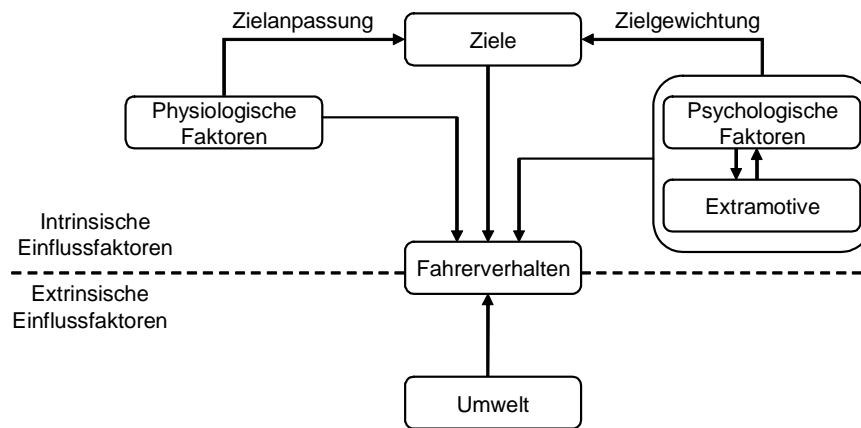 Zielanpassung
Ziele
Zielgewichtung
Physiologische
Faktoren
Psychologische
Faktoren
Extramotive
Intrinsische
Einflussfaktoren
Fahrerverhalten
Extrinsische
Einflussfaktoren
Umwelt